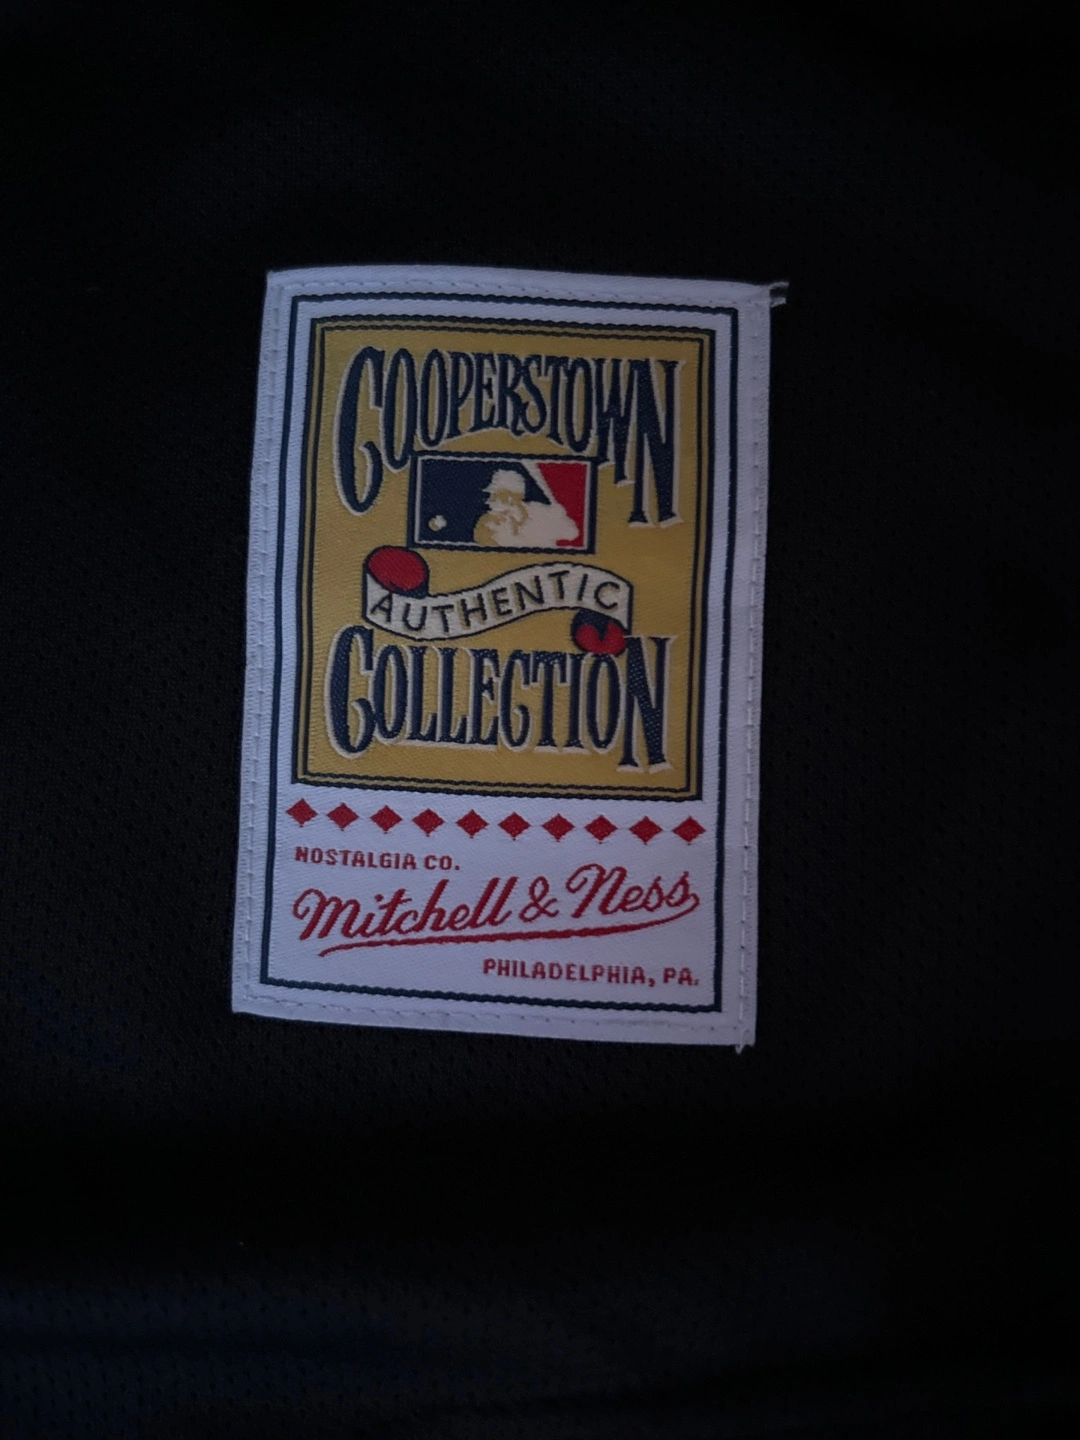 COOPERSTOWN
AUTHENTIC
COLLECTION
NOSTALGIA CO.
Mitchell & Ness
PHILADELPHIA, PA.